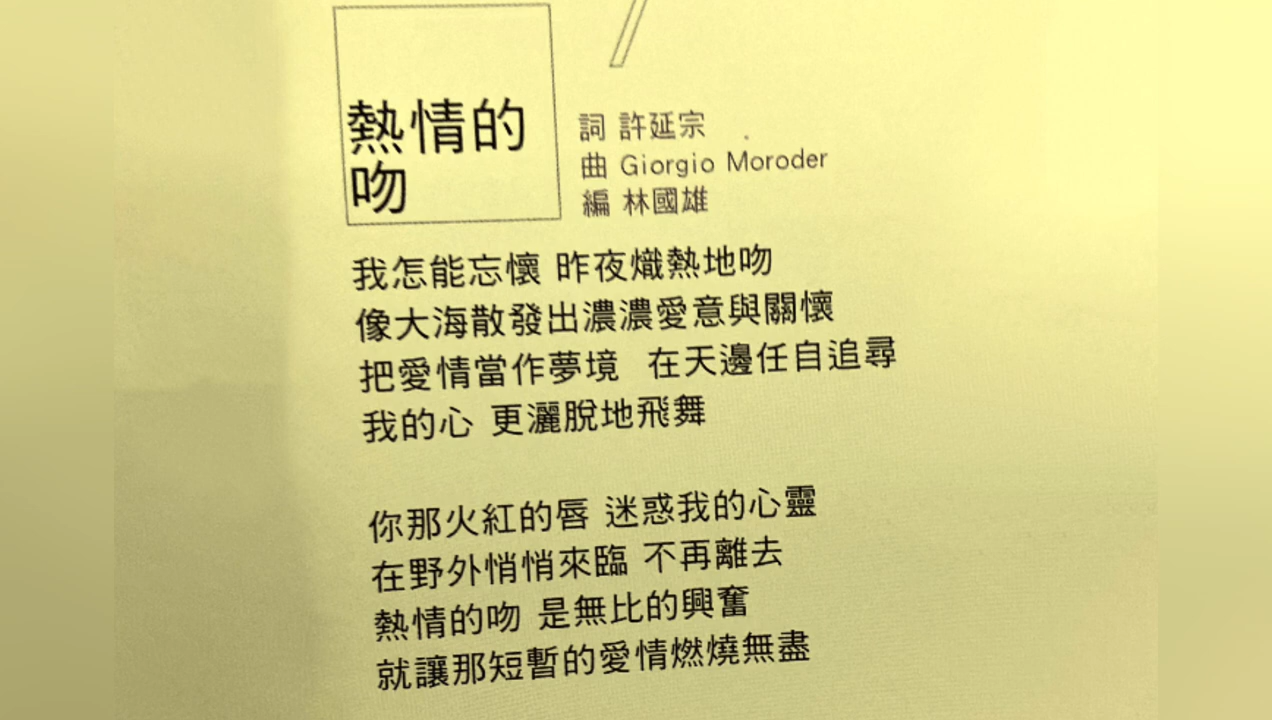 熱情的
吻
詞 許延宗
曲 Giorgio Moroder
編 林國雄
我怎能忘懷 昨夜熾熱地吻
像大海散發出濃濃愛意與關懷
把愛情當作夢境 在天邊任自追尋
我的心 更灑脫地飛舞
你那火紅的唇 迷惑我的心靈
在野外悄悄來臨 不再離去
熱情的吻 是無比的興奮
就讓那短暫的愛情燃燒無盡